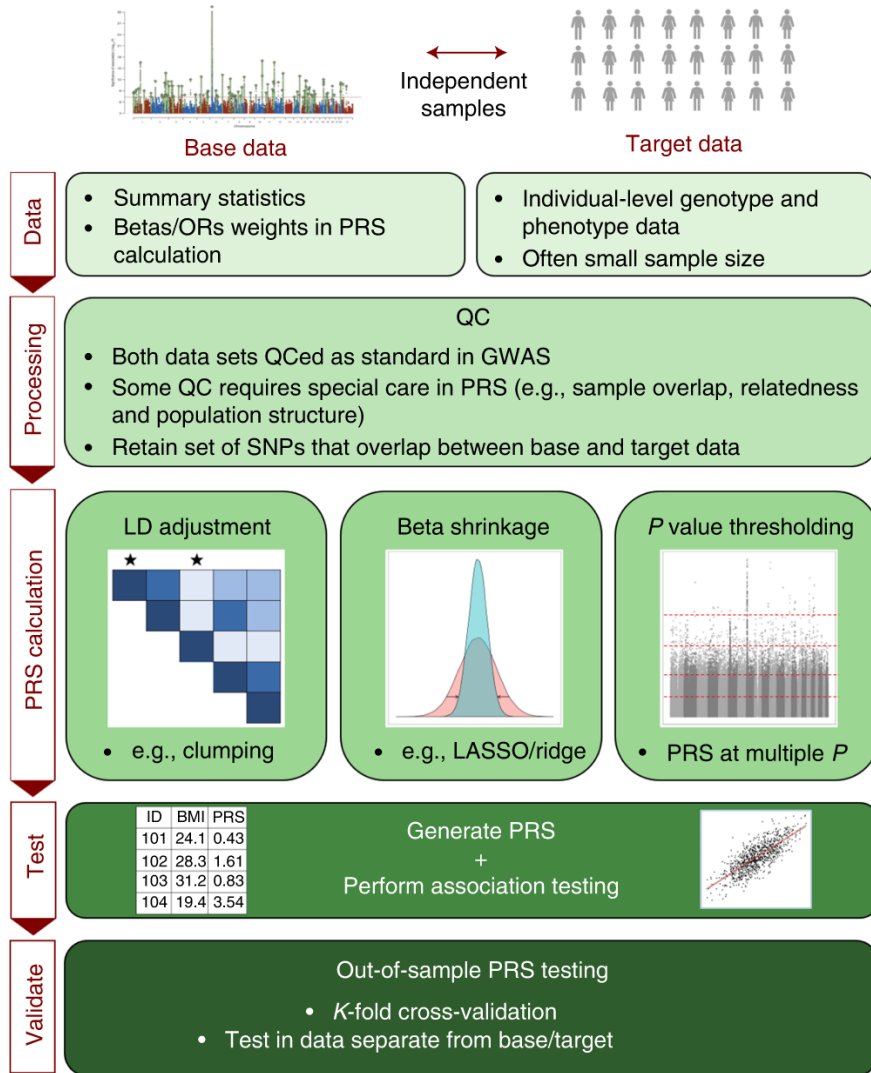 Independent
samples
Base data
Target data
Data
• Summary statistics
• Betas/ORs weights in PRS
calculation
• Individual-level genotype and
phenotype data
• Often small sample size
Processing
QC
• Both data sets QCed as standard in GWAS
• Some QC requires special care in PRS (e.g., sample overlap, relatedness
and population structure)
• Retain set of SNPs that overlap between base and target data
PRS calculation
LD adjustment
• e.g., clumping
Beta shrinkage
• e.g., LASSO/ridge
P value thresholding
• PRS at multiple P
Test
ID BMI PRS
101 24.1 0.43
102 28.3 1.61
103 31.2 0.83
104 19.4 3.54
Generate PRS
+
Perform association testing
Validate
Out-of-sample PRS testing
• K-fold cross-validation
• Test in data separate from base/target